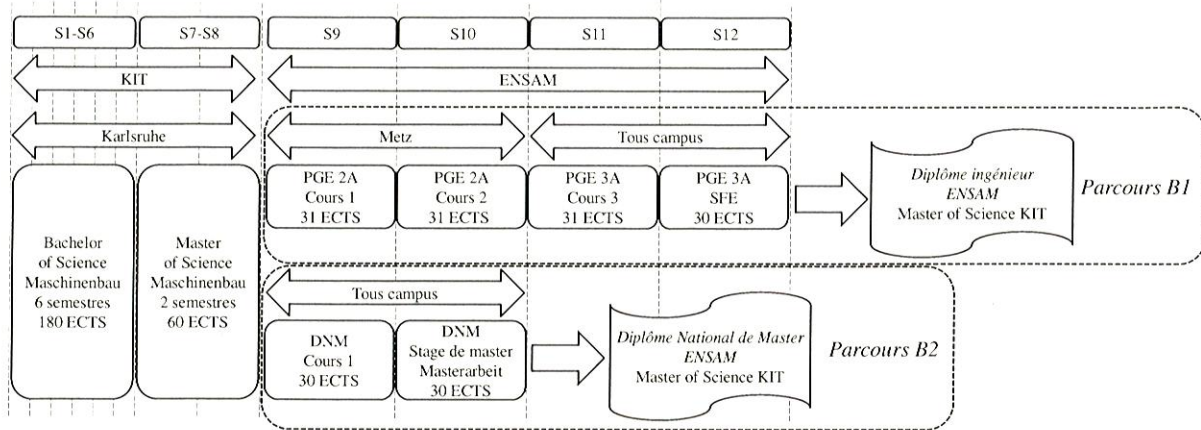 S1-S6
S7-S8
S9
S10
S11
S12
KIT
ENSAM
Karlsruhe
Metz
Tous campus
Bachelor
of Science
Maschinenbau
6 semestres
180 ECTS
Master
of Science
Maschinenbau
2 semestres
60 ECTS
PGE 2A
Cours 1
31 ECTS
PGE 2A
Cours 2
31 ECTS
PGE 3A
Cours 3
31 ECTS
PGE 3A
SFE
30 ECTS
Diplôme ingénieur
ENSAM
Master of Science KIT
Parcours B1
Tous campus
DNM
Cours 1
30 ECTS
DNM
Stage de master
Masterarbeit
30 ECTS
Diplôme National de Master
ENSAM
Master of Science KIT
Parcours B2